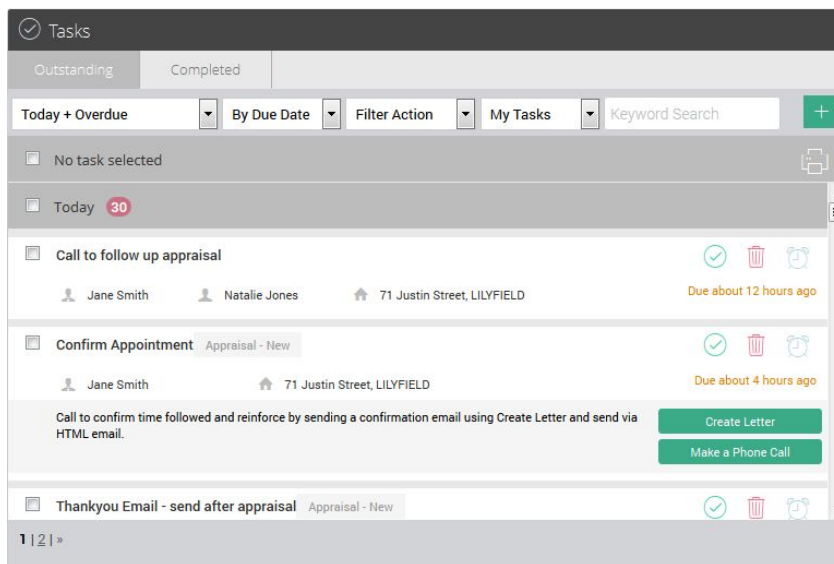 Tasks
Outstanding Completed
Today + Overdue By Due Date Filter Action My Tasks Keyword Search +
No task selected
Today 30
Call to follow up appraisal
Jane Smith Natalie Jones 71 Justin Street, LILYFIELD Due about 12 hours ago
Confirm Appointment Appraisal - New
Jane Smith 71 Justin Street, LILYFIELD Due about 4 hours ago
Call to confirm time followed and reinforce by sending a confirmation email using Create Letter and send via
HTML email.
Create Letter
Make a Phone Call
Thankyou Email - send after appraisal Appraisal - New
1 | 2 | »